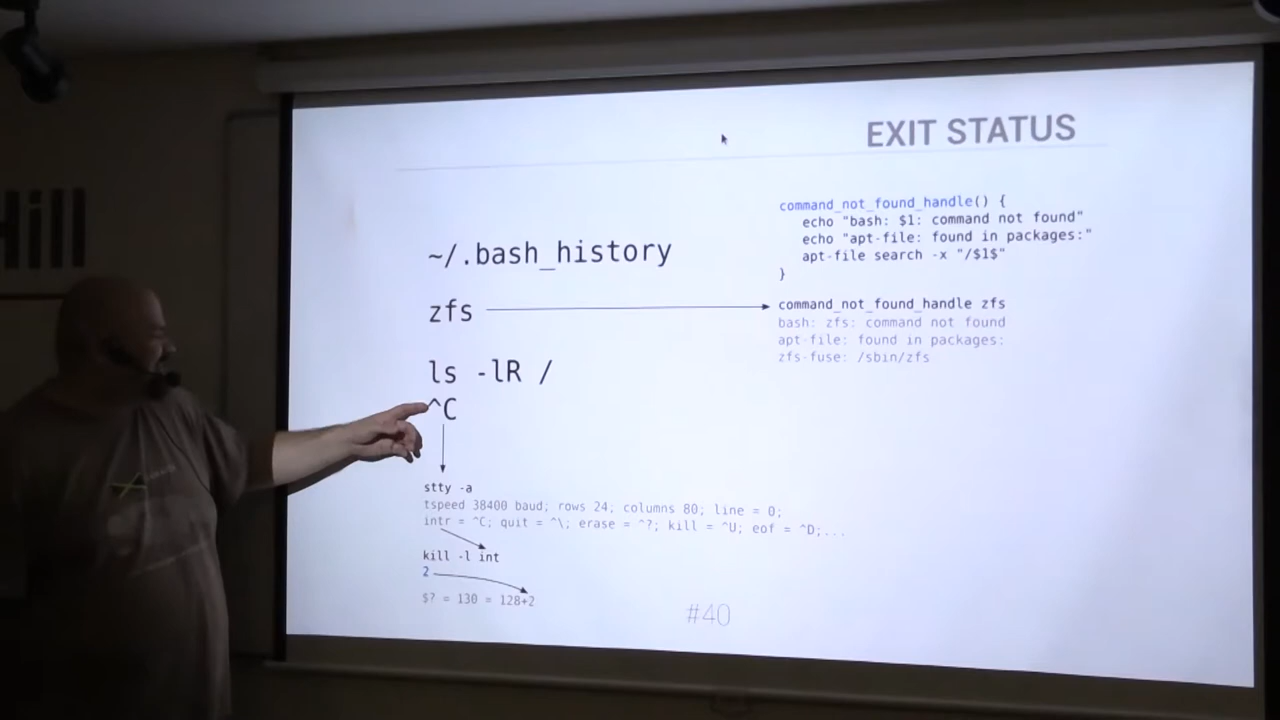 Hill
EXIT STATUS
~/.bash_history
zfs
ls -lR /
^C
stty -a
tspeed 38400 baud; rows 24; columns 80; line = 0;
intr = ^C; quit = ^\; erase = ^?; kill = ^U; eof = ^D;...
kill -l int
2
$? = 130 = 128+2
command_not_found_handle() {
echo "bash: $1: command not found"
echo "apt-file: found in packages:"
apt-file search -x "/$1$"
}
command_not_found_handle zfs
bash: zfs: command not found
apt-file: found in packages:
zfs-fuse: /sbin/zfs
#40